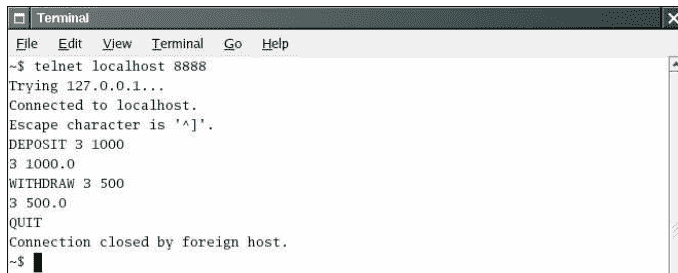 Terminal
File Edit View Terminal Go Help
~$ telnet localhost 8888
Trying 127.0.0.1...
Connected to localhost.
Escape character is '^]'.
DEPOSIT 3 1000
3 1000.0
WITHDRAW 3 500
3 500.0
QUIT
Connection closed by foreign host.
~$